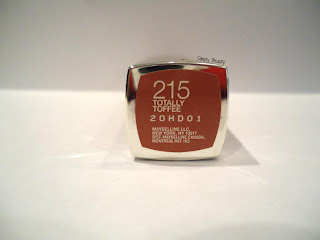 215
TOTALLY
TOFFEE
20HD01
MAYBELLINE LLC,
NEW YORK, NY 10017
DIST. MAYBELLINE CANADA,
MONTREAL H4T 1K5